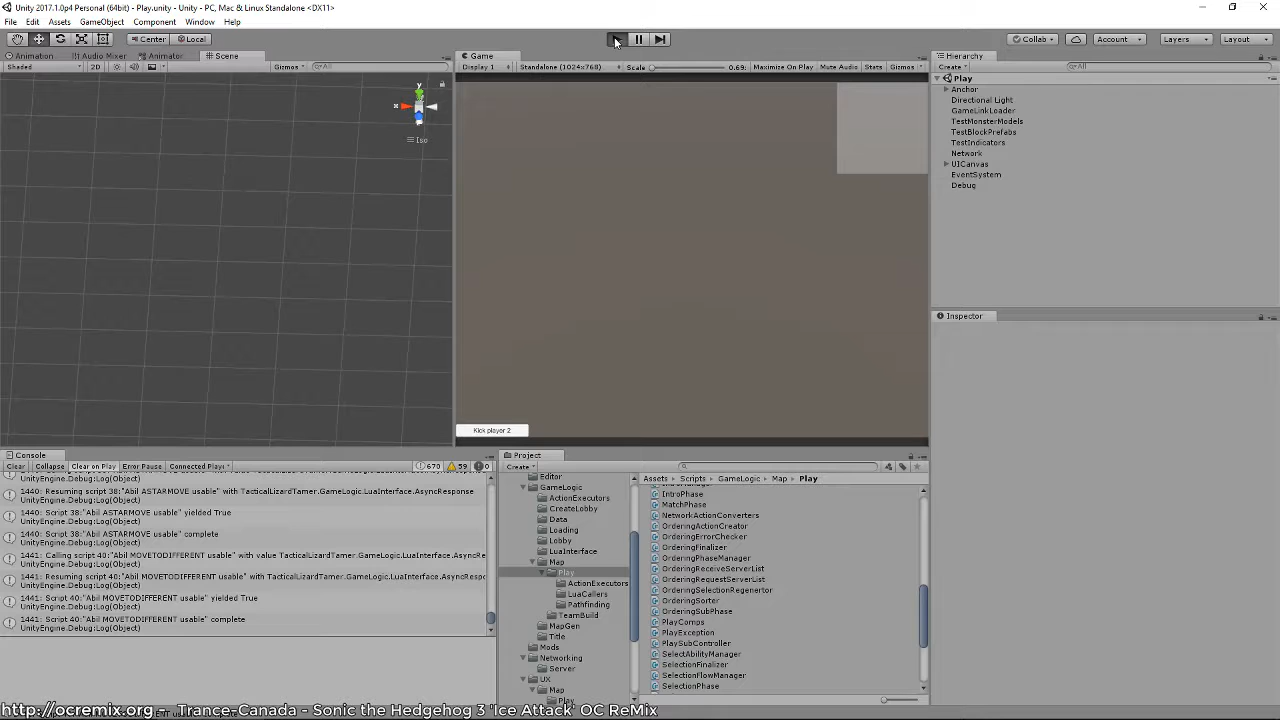 Unity 2017.1.0p4 Personal (64bit) - Play.unity - Unity - PC, Mac & Linux Standalone <DX11>
File Edit Assets GameObject Component Window Help
Center Local
Collab Account Layers Layout
Animation Audio Mixer Animator Scene
Shaded 2D Gizmos All
y
x
Iso
Game
Display 1 Standalone (1024x768) Scale 0.69: Maximize On Play Mute Audio Stats Gizmos
Kick player 2
Hierarchy
Create All
Play
Anchor
Directional Light
GameLinkLoader
TestMonsterModels
TestBlockPrefabs
TestIndicators
Network
UICanvas
EventSystem
Debug
Inspector
Console
Clear Collapse Clear on Play Error Pause Connected Player 670 59 0
UnityEngine.Debug:Log(Object)
1440: Resuming script 38:"Abil ASTARMOVE usable" with TacticalLizardTamer.GameLogic.LuaInterface.AsyncResponse
UnityEngine.Debug:Log(Object)
1440: Script 38:"Abil ASTARMOVE usable" yielded True
UnityEngine.Debug:Log(Object)
1440: Script 38:"Abil ASTARMOVE usable" complete
UnityEngine.Debug:Log(Object)
1441: Calling script 40:"Abil MOVETODIFFERENT usable" with value TacticalLizardTamer.GameLogic.LuaInterface.AsyncRe
UnityEngine.Debug:Log(Object)
1441: Resuming script 40:"Abil MOVETODIFFERENT usable" with TacticalLizardTamer.GameLogic.LuaInterface.AsyncRespons
UnityEngine.Debug:Log(Object)
1441: Script 40:"Abil MOVETODIFFERENT usable" yielded True
UnityEngine.Debug:Log(Object)
1441: Script 40:"Abil MOVETODIFFERENT usable" complete
UnityEngine.Debug:Log(Object)
Project
Create
Editor
GameLogic
ActionExecutors
CreateLobby
Data
Loading
Lobby
LuaInterface
Map
Play
ActionExecutors
LuaCallers
Pathfinding
TeamBuild
MapGen
Title
Mods
Networking
Server
UX
Map
Play
Assets Scripts GameLogic Map Play
IntroPhase
MatchPhase
NetworkActionConverters
OrderingActionCreator
OrderingErrorChecker
OrderingFinalizer
OrderingPhaseManager
OrderingReceiveServerList
OrderingRequestServerList
OrderingSelectionRegenertor
OrderingSorter
OrderingSubPhase
PlayComps
PlayException
PlaySubController
SelectAbilityManager
SelectionFinalizer
SelectionFlowManager
SelectionPhase
http://ocremix.org - Trance-Canada - Sonic the Hedgehog 3 'Ice Attack' OC ReMix